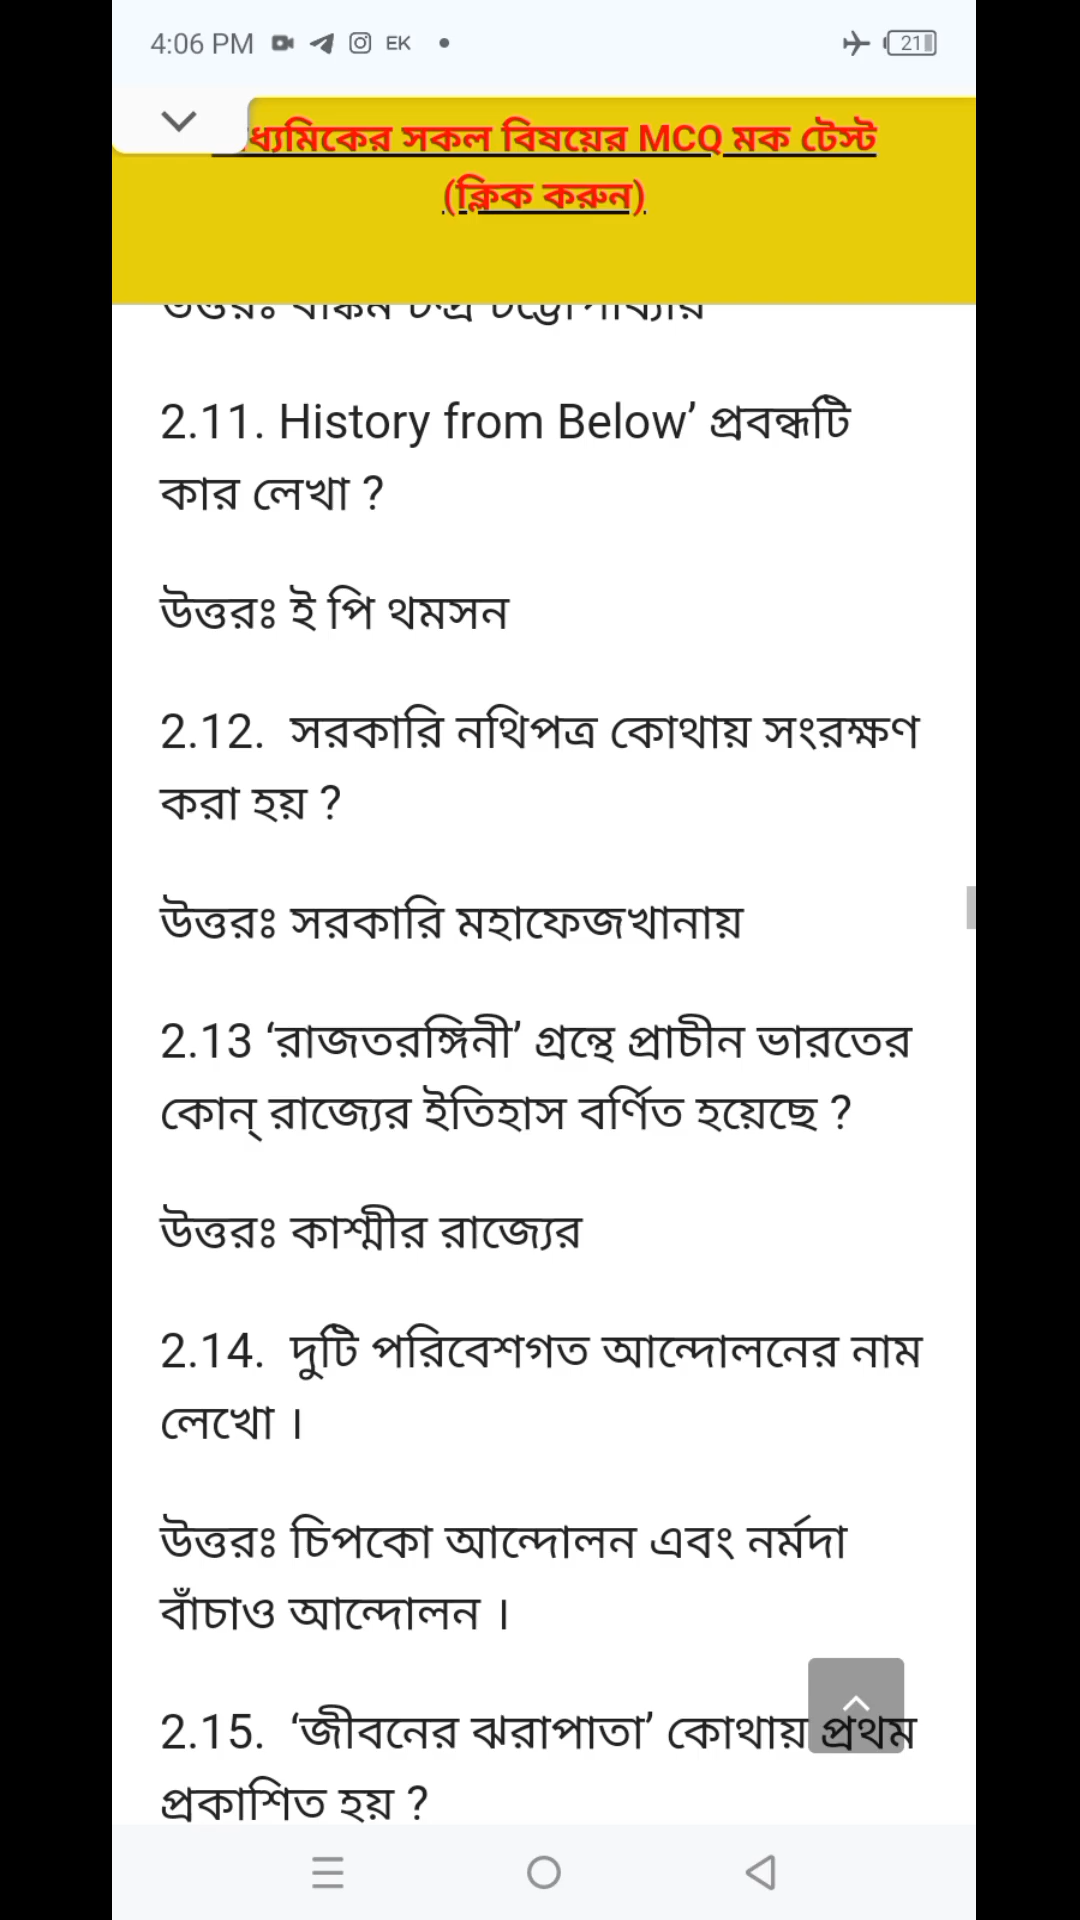 4:06 PM EK 21
ধ্যমিকের সকল বিষয়ের MCQ মক টেস্ট
(ক্লিক করুন)
2.11. History from Below’ প্রবন্ধটি
কার লেখা ?
উত্তরঃ ই পি থমসন
2.12. সরকারি নথিপত্র কোথায় সংরক্ষণ
করা হয় ?
উত্তরঃ সরকারি মহাফেজখানায়
2.13 ‘রাজতরঙ্গিনী’ গ্রন্থে প্রাচীন ভারতের
কোন্ রাজ্যের ইতিহাস বর্ণিত হয়েছে ?
উত্তরঃ কাশ্মীর রাজ্যের
2.14. দুটি পরিবেশগত আন্দোলনের নাম
লেখো ।
উত্তরঃ চিপকো আন্দোলন এবং নর্মদা
বাঁচাও আন্দোলন ।
2.15. ‘জীবনের ঝরাপাতা’ কোথায় প্রথম
প্রকাশিত হয় ?